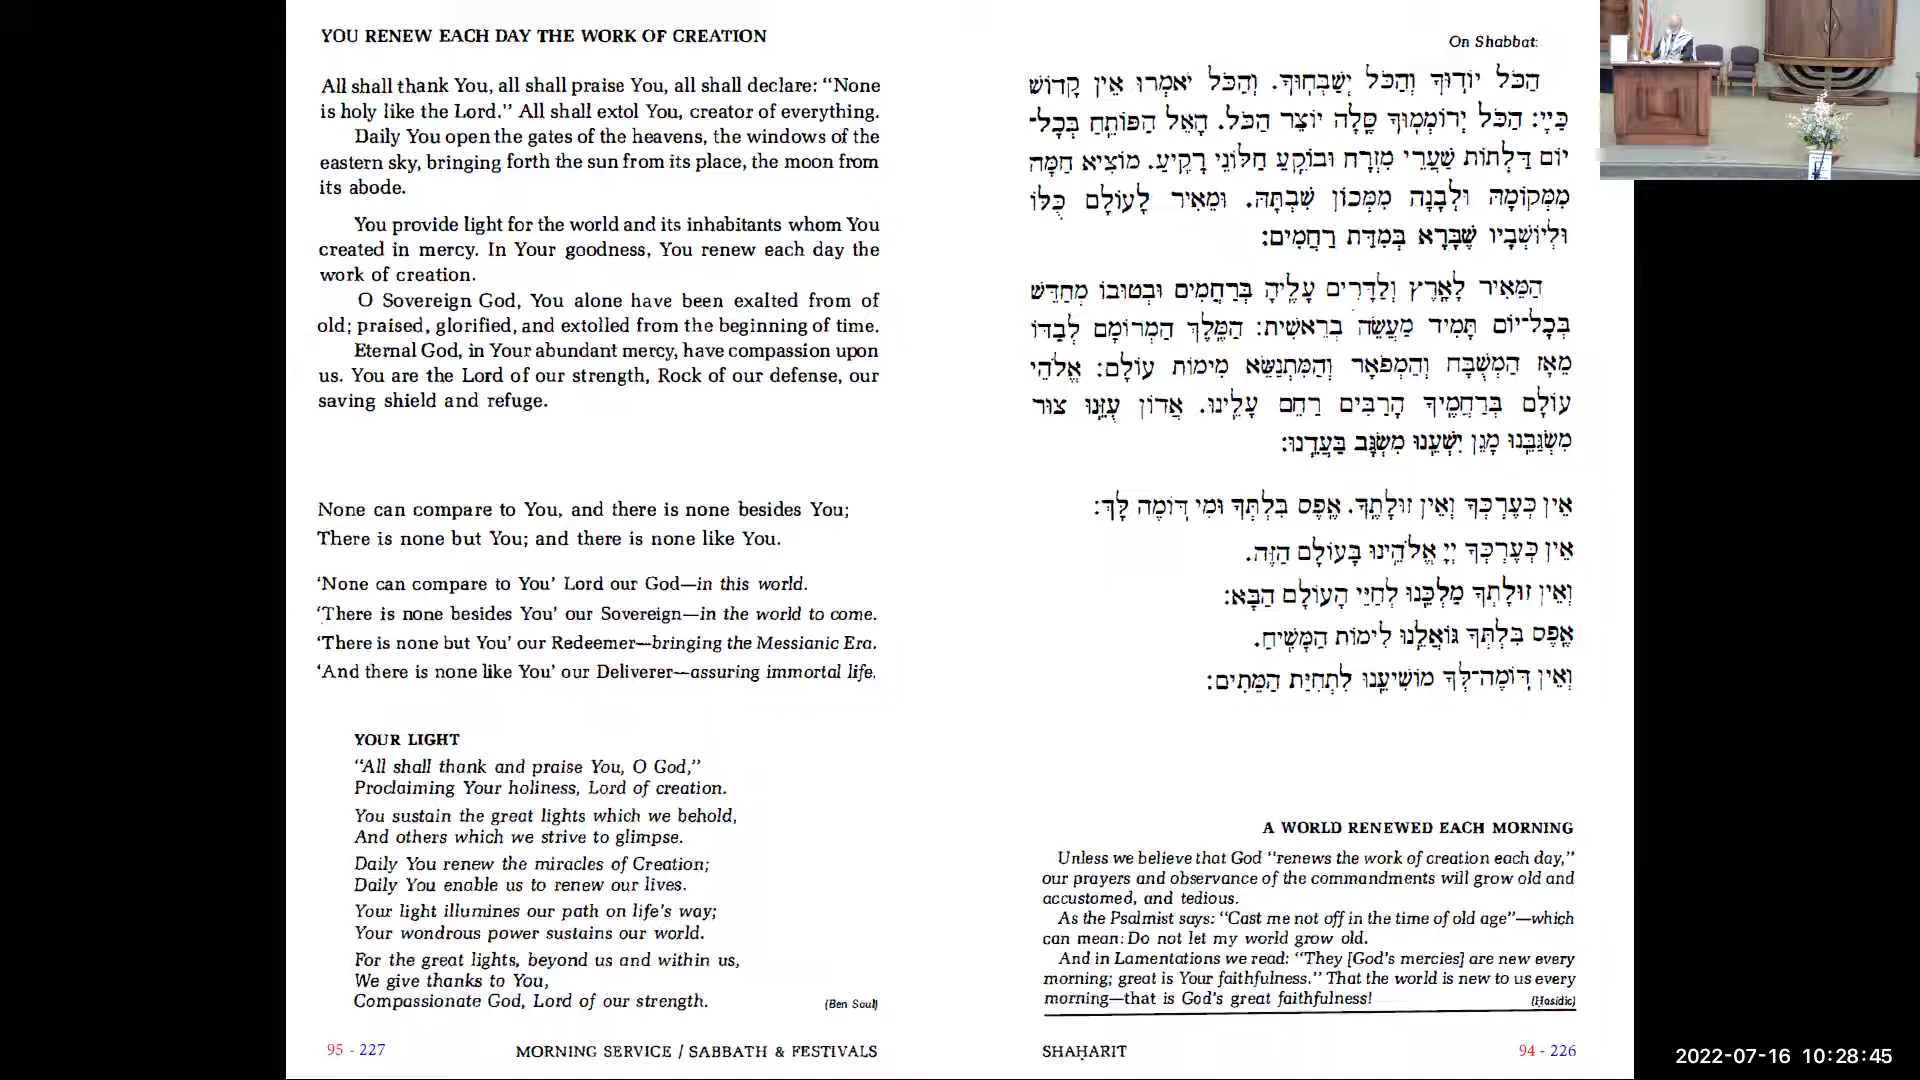 YOU RENEW EACH DAY THE WORK OF CREATION
All shall thank You, all shall praise You, all shall declare: “None
is holy like the Lord.” All shall extol You, creator of everything.
Daily You open the gates of the heavens, the windows of the
eastern sky, bringing forth the sun from its place, the moon from
its abode.
You provide light for the world and its inhabitants whom You
created in mercy. In Your goodness, You renew each day the
work of creation.
O Sovereign God, You alone have been exalted from of
old; praised, glorified, and extolled from the beginning of time.
Eternal God, in Your abundant mercy, have compassion upon
us. You are the Lord of our strength, Rock of our defense, our
saving shield and refuge.
None can compare to You, and there is none besides You;
There is none but You; and there is none like You.
‘None can compare to You’ Lord our God—in this world.
‘There is none besides You’ our Sovereign—in the world to come.
‘There is none but You’ our Redeemer—bringing the Messianic Era.
‘And there is none like You’ our Deliverer—assuring immortal life.
YOUR LIGHT
“All shall thank and praise You, O God,”
Proclaiming Your holiness, Lord of creation.
You sustain the great lights which we behold,
And others which we strive to glimpse.
Daily You renew the miracles of Creation;
Daily You enable us to renew our lives.
Your light illumines our path on life’s way;
Your wondrous power sustains our world.
For the great lights, beyond us and within us,
We give thanks to You,
Compassionate God, Lord of our strength.
(Ben Saul)
95 - 227
MORNING SERVICE / SABBATH & FESTIVALS
On Shabbat:
הַכֹּל יוֹדֽוּךָ וְהַכֹּל יְשַׁבְּחֽוּךָ. וְהַכֹּל יֹאמְרוּ אֵין קָדוֹשׁ
כַּיְיָ: הַכֹּל יְרוֹמְמֽוּךָ סֶּֽלָה יוֹצֵר הַכֹּל. הָאֵל הַפּוֹתֵֽחַ בְּכָל־
יוֹם דַּלְתוֹת שַׁעֲרֵי מִזְרָח וּבוֹקֵֽעַ חַלּוֹנֵי רָקִֽיעַ. מוֹצִיא חַמָּה
מִמְּקוֹמָהּ וּלְבָנָה מִמְּכוֹן שִׁבְתָּהּ. וּמֵאִיר לָעוֹלָם כֻּלּוֹ
וּלְיוֹשְׁבָיו שֶׁבָּרָא בְּמִדַּת רַחֲמִים:
הַמֵּאִיר לָאָֽרֶץ וְלַדָּרִים עָלֶֽיהָ בְּרַחֲמִים וּבְטוּבוֹ מְחַדֵּשׁ
בְּכָל־יוֹם תָּמִיד מַעֲשֵׂה בְרֵאשִׁית: הַמֶּֽלֶךְ הַמְרוֹמָם לְבַדּוֹ
מֵאָז הַמְשֻׁבָּח וְהַמְפֹאָר וְהַמִּתְנַשֵּׂא מִימוֹת עוֹלָם: אֱלֹהֵי
עוֹלָם בְּרַחֲמֶֽיךָ הָרַבִּים רַחֵם עָלֵֽינוּ. אֲדוֹן עֻזֵּֽנוּ צוּר
מִשְׂגַּבֵּֽנוּ מָגֵן יִשְׁעֵֽנוּ מִשְׂגָּב בַּעֲדֵֽנוּ:
אֵין כְּעֶרְכְּךָ וְאֵין זוּלָתֶֽךָ. אֶֽפֶס בִּלְתְּךָ וּמִי דּֽוֹמֶה לָּךְ:
אֵין כְּעֶרְכְּךָ יְיָ אֱלֹהֵֽינוּ בָּעוֹלָם הַזֶּה.
וְאֵין זוּלָתְךָ מַלְכֵּֽנוּ לְחַיֵּי הָעוֹלָם הַבָּא:
אֶֽפֶס בִּלְתְּךָ גּוֹאֲלֵֽנוּ לִימוֹת הַמָּשִֽׁיחַ.
וְאֵין דּֽוֹמֶה־לְּךָ מוֹשִׁיעֵֽנוּ לִתְחִיַּת הַמֵּתִים:
A WORLD RENEWED EACH MORNING
Unless we believe that God “renews the work of creation each day,”
our prayers and observance of the commandments will grow old and
accustomed, and tedious.
As the Psalmist says: “Cast me not off in the time of old age”—which
can mean: Do not let my world grow old.
And in Lamentations we read: “They [God’s mercies] are new every
morning; great is Your faithfulness.” That the world is new to us every
morning—that is God’s great faithfulness!
(Ḥasidic)
SHAḤARIT
94 - 226
2022-07-16 10:28:45